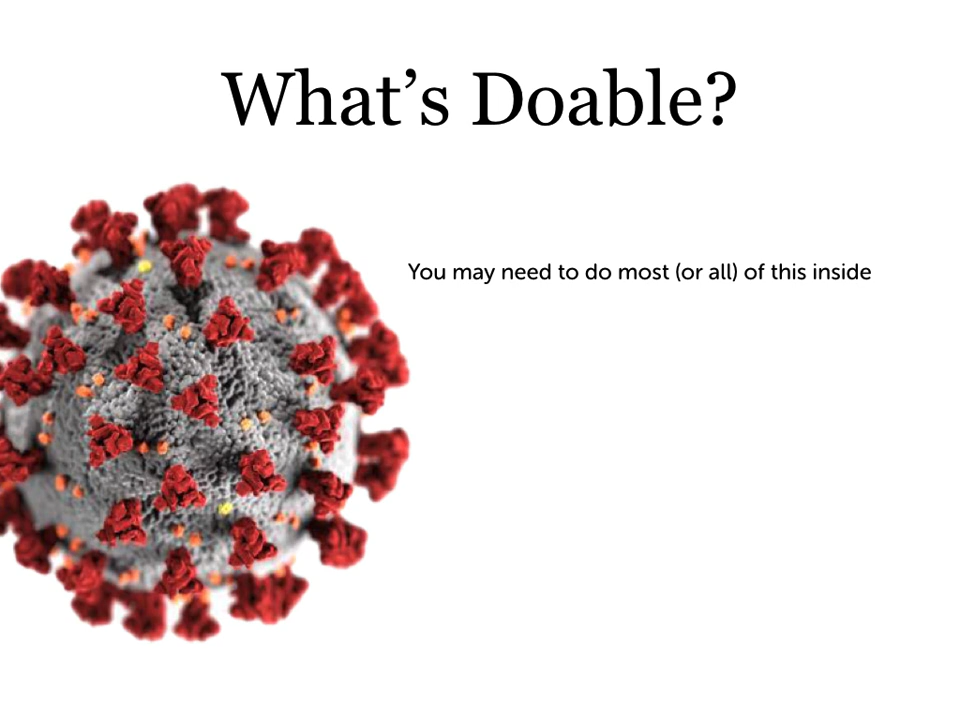 What’s Doable?
You may need to do most (or all) of this inside